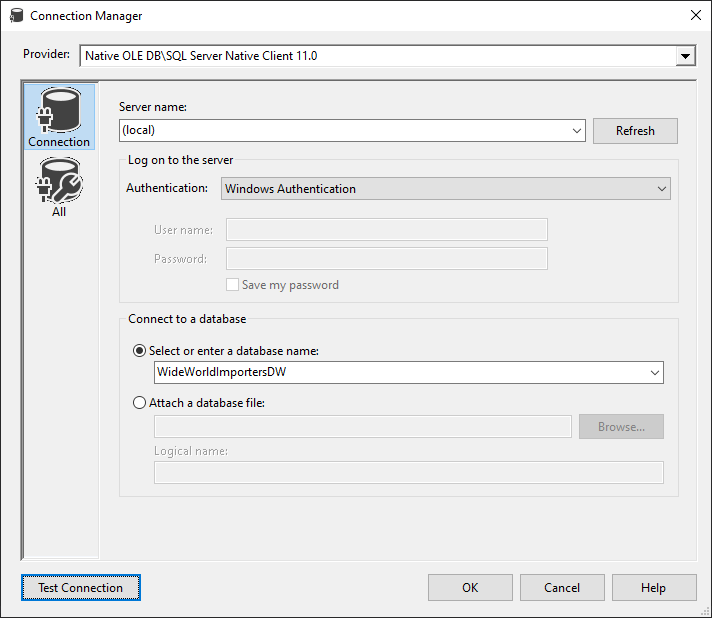 Connection Manager
Provider: Native OLE DB\SQL Server Native Client 11.0
Connection
All
Server name:
(local)
Refresh
Log on to the server
Authentication: Windows Authentication
User name:
Password:
Save my password
Connect to a database
Select or enter a database name:
WideWorldImportersDW
Attach a database file:
Browse...
Logical name:
Test Connection
OK
Cancel
Help